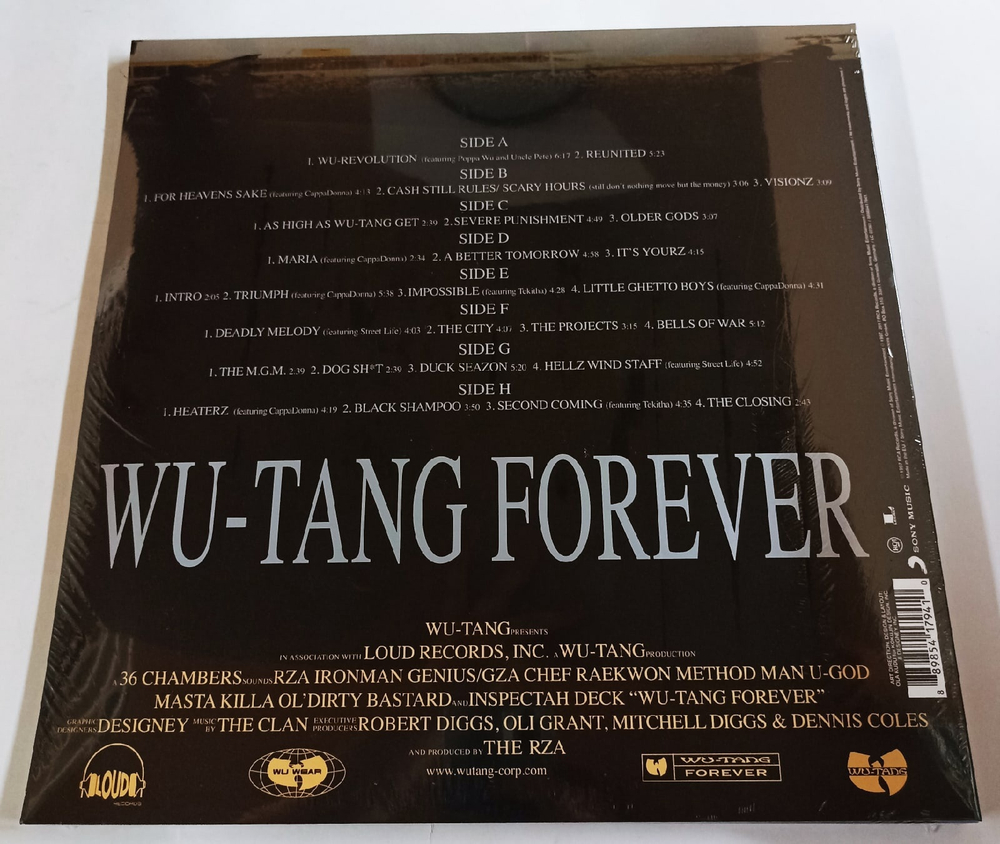 SIDE A
1. WU-REVOLUTION (featuring Poppa Wu and Uncle Pete) 6:17 2. REUNITED 5:23
SIDE B
1. FOR HEAVENS SAKE (featuring CappaDonna) 4:13 2. CASH STILL RULES/ SCARY HOURS (still don't nothing move but the money) 3:06 3. VISIONZ 3:09
SIDE C
1. AS HIGH AS WU-TANG GET 2:39 2. SEVERE PUNISHMENT 4:49 3. OLDER GODS 3:07
SIDE D
1. MARIA (featuring CappaDonna) 2:34 2. A BETTER TOMORROW 4:58 3. IT'S YOURZ 4:15
SIDE E
1. INTRO 2:05 2. TRIUMPH (featuring CappaDonna) 5:38 3. IMPOSSIBLE (featuring Tekitha) 4:28 4. LITTLE GHETTO BOYS (featuring CappaDonna) 4:31
SIDE F
1. DEADLY MELODY (featuring Street Life) 4:03 2. THE CITY 4:07 3. THE PROJECTS 3:15 4. BELLS OF WAR 5:12
SIDE G
1. THE M.G.M. 2:39 2. DOG SH*T 2:39 3. DUCK SEAZON 5:20 4. HELLZ WIND STAFF (featuring Street Life) 4:52
SIDE H
1. HEATERZ (featuring CappaDonna) 4:19 2. BLACK SHAMPOO 3:50 3. SECOND COMING (featuring Tekitha) 4:35 4. THE CLOSING 2:43
WU-TANG FOREVER
WU-TANG PRESENTS
IN ASSOCIATION WITH LOUD RECORDS, INC. A WU-TANG PRODUCTION
A 36 CHAMBERS SOUNDS RZA IRONMAN GENIUS/GZA CHEF RAEKWON METHOD MAN U-GOD
MASTA KILLA OL'DIRTY BASTARD AND INSPECTAH DECK "WU-TANG FOREVER"
GRAPHIC DESIGNERS DESIGNEY MUSIC BY THE CLAN EXECUTIVE PRODUCERS ROBERT DIGGS, OLI GRANT, MITCHELL DIGGS & DENNIS COLES
AND PRODUCED BY THE RZA
www.wutang-corp.com
LOUD
RECORDS
WU WEAR
WU-TANG
FOREVER
WU-TANG
SONY MUSIC
8 89854 17941 0